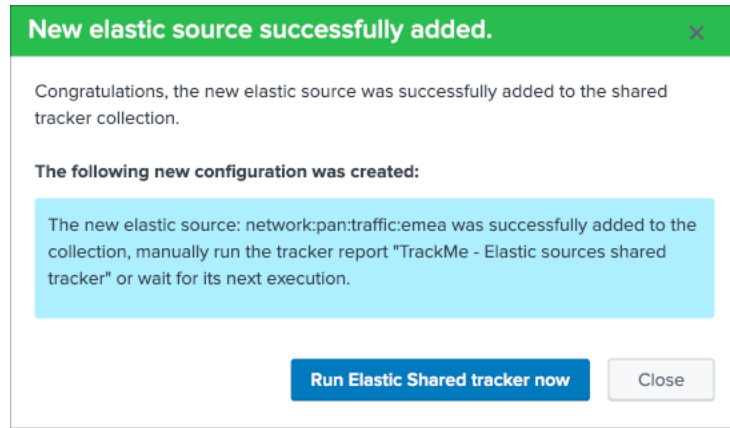 New elastic source successfully added.
Congratulations, the new elastic source was successfully added to the shared
tracker collection.
The following new configuration was created:
The new elastic source: network:pan:traffic:emea was successfully added to the
collection, manually run the tracker report "TrackMe - Elastic sources shared
tracker" or wait for its next execution.
Run Elastic Shared tracker now
Close